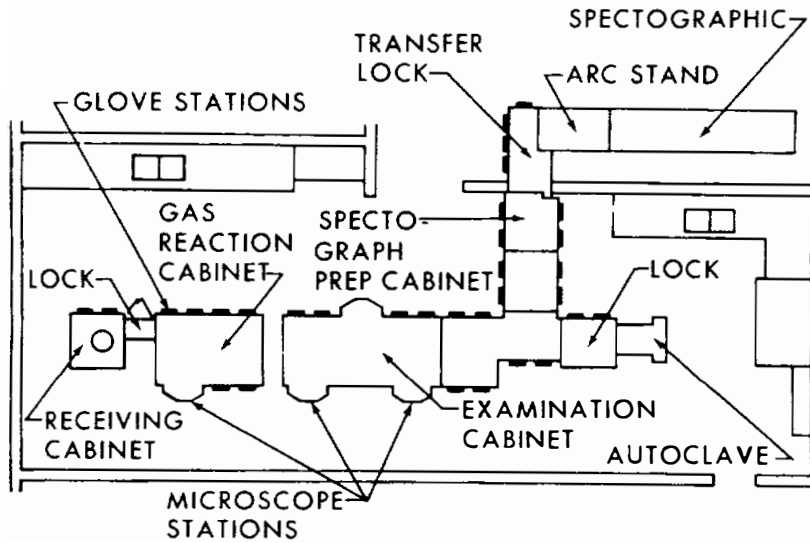 SPECTOGRAPHIC
TRANSFER
LOCK
ARC STAND
GLOVE STATIONS
GAS
REACTION
CABINET
SPECTO-
GRAPH
PREP CABINET
LOCK
LOCK
RECEIVING
CABINET
EXAMINATION
CABINET
AUTOCLAVE
MICROSCOPE
STATIONS